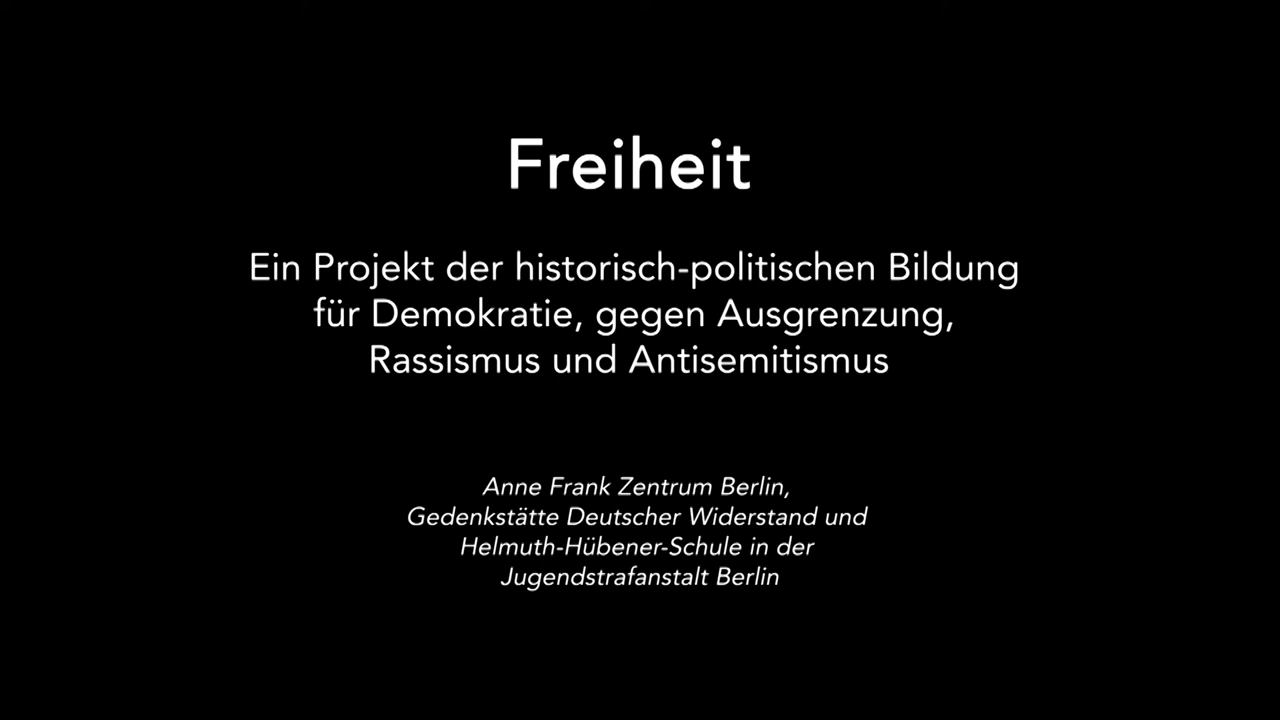 Freiheit
Ein Projekt der historisch-politischen Bildung
für Demokratie, gegen Ausgrenzung,
Rassismus und Antisemitismus
Anne Frank Zentrum Berlin,
Gedenkstätte Deutscher Widerstand und
Helmuth-Hübener-Schule in der
Jugendstrafanstalt Berlin